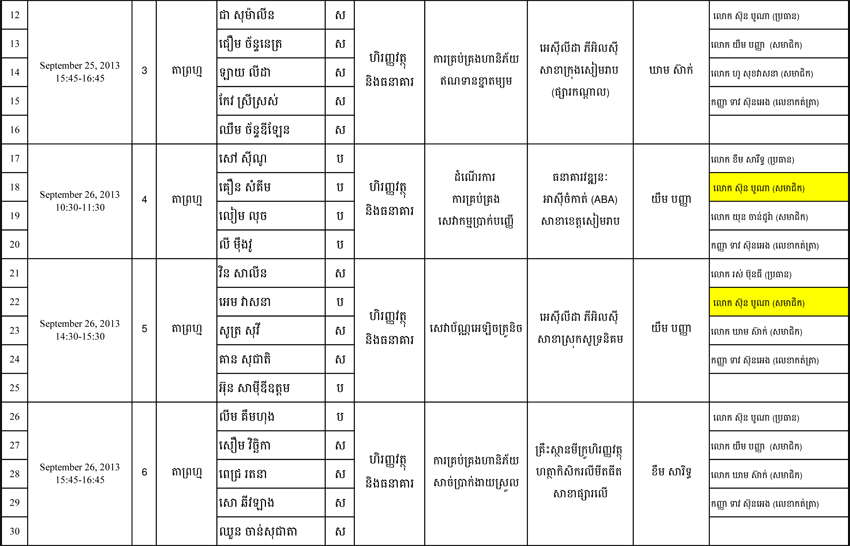 12 ជា សុម៉ាលីន ស លោក ស៊ុន បូណា (ប្រធាន)
13 ជឿម ច័ន្ទនេត្រ ស លោក យឹម បញ្ញា (សមាជិក)
September 25, 2013
15:45-16:45
3 តាព្រហ្ម
14 ឡាយ លីដា ស លោក ហូ សុខវាសនា (សមាជិក)
ហិរញ្ញវត្ថុ
និងធនាគារ
ការគ្រប់គ្រងហានិភ័យ
ឥណទានខ្នាតម្យម
អេស៊ីលីដា ភីអិលស៊ី
សាខាក្រុងសៀមរាប
(ផ្សារកណ្តាល)
ឃាម ស៊ាក់
15 កែវ ស្រីស្រស់ ស កញ្ញា ទាវ ស៊ុនអេង (លេខាកត់ត្រា)
16 ឈឹម ច័ន្ទឌីឡែន ស
17 សៅ ស៊ីណូ ប លោក ខឹម សារិទ្ធ (ប្រធាន)
18 តឿន សំគីម ប លោក ស៊ុន បូណា (សមាជិក)
September 26, 2013
10:30-11:30
4 តាព្រហ្ម
ហិរញ្ញវត្ថុ
និងធនាគារ
ដំណើរការ
ការគ្រប់គ្រង
សេវាកម្មប្រាក់បញ្ញើ
ធនាគារវឌ្ឍនៈ
អាស៊ីចំកាត់ (ABA)
សាខាខេត្តសៀមរាប
យឹម បញ្ញា
19 លៀម លុច ប លោក យុន ចាន់ដូរ៉ា (សមាជិក)
20 លី ម៉ឹងវូ ប កញ្ញា ទាវ ស៊ុនអេង (លេខាកត់ត្រា)
21 វិន សាលីន ស លោក រស់ ប៊ុនធី (ប្រធាន)
22 អេម វាសនា ប លោក ស៊ុន បូណា (សមាជិក)
September 26, 2013
14:30-15:30
5 តាព្រហ្ម
23 សូត្រ សុវី ស លោក ឃាម ស៊ាក់ (សមាជិក)
ហិរញ្ញវត្ថុ
និងធនាគារ
សេវាប័ណ្ណអេឡិចត្រូនិច
អេស៊ីលីដា ភីអិលស៊ី
សាខាស្រុកសូទ្រនិគម
យឹម បញ្ញា
24 គាន សុជាតិ ស កញ្ញា ទាវ ស៊ុនអេង (លេខាកត់ត្រា)
25 អ៊ុន សាម៉ីឌីឧត្តម ប
26 លឹម គឹមហុង ប លោក ស៊ុន បូណា (ប្រធាន)
27 សឿម វិច្ឆិកា ស លោក យឹម បញ្ញា (សមាជិក)
September 26, 2013
15:45-16:45
6 តាព្រហ្ម
28 ពេជ្រ រតនា ស លោក ឃាម ស៊ាក់ (សមាជិក)
ហិរញ្ញវត្ថុ
និងធនាគារ
ការគ្រប់គ្រងហានិភ័យ
សាច់ប្រាក់ងាយស្រួល
គ្រឹះស្ថានមីក្រូហិរញ្ញវត្ថុ
ហត្ថាកសិករលីមីតធីត
សាខាផ្សារលើ
ខឹម សារិទ្ធ
29 សោ ឆីវឡាង ស កញ្ញា ទាវ ស៊ុនអេង (លេខាកត់ត្រា)
30 ឈួន ចាន់សុជាតា ស